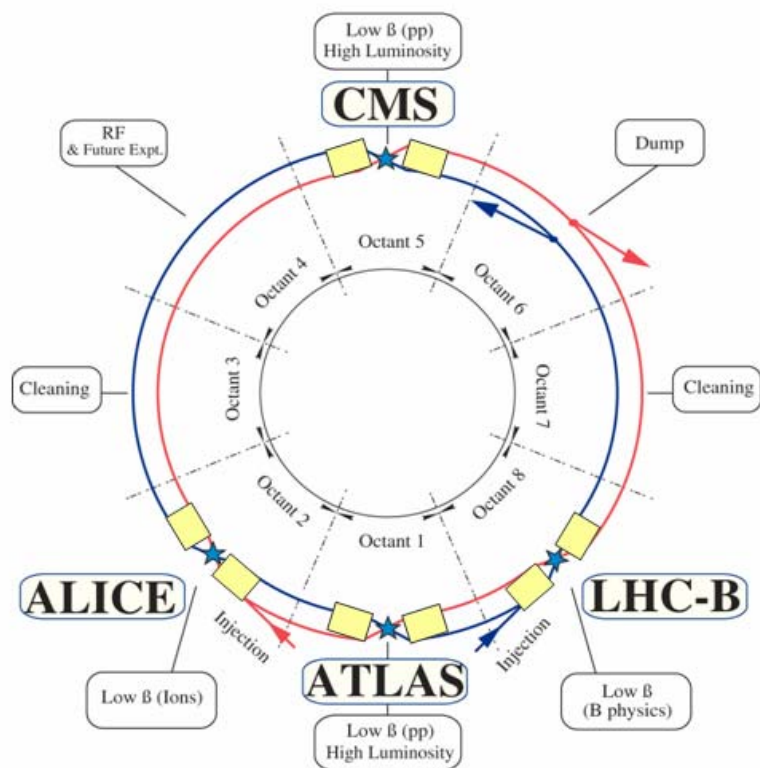 Low ß (pp)
High Luminosity
CMS
RF
& Future Expt.
Dump
Octant 5
Octant 4
Octant 6
Octant 3
Octant 7
Cleaning
Cleaning
Octant 2
Octant 8
Octant 1
ALICE
LHC-B
Injection
Injection
ATLAS
Low ß (Ions)
Low ß
(B physics)
Low ß (pp)
High Luminosity